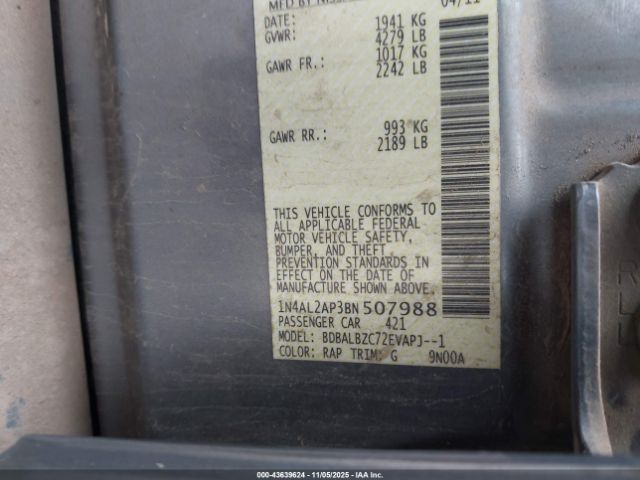 MFD BY NISS
04/11
DATE: 1941 KG
GVWR: 4279 LB
1017 KG
GAWR FR.: 2242 LB
993 KG
GAWR RR.: 2189 LB
THIS VEHICLE CONFORMS TO
ALL APPLICABLE FEDERAL
MOTOR VEHICLE SAFETY,
BUMPER, AND THEFT
PREVENTION STANDARDS IN
EFFECT ON THE DATE OF
MANUFACTURE SHOWN ABOVE.
1N4AL2AP3BN507988
PASSENGER CAR 421
MODEL: BDBALBZC72EVAPJ--1
COLOR: RAP TRIM: G 9N00A
000-43639624 - 11/05/2025 - IAA Inc.